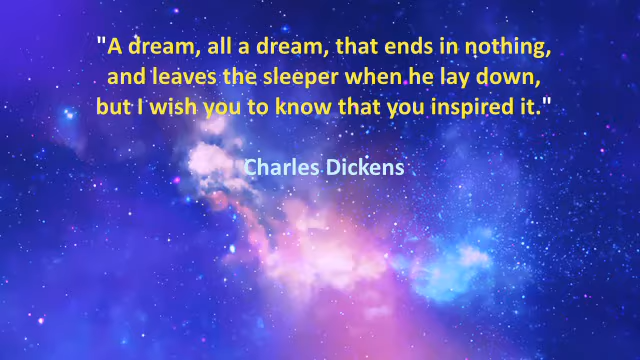 "A dream, all a dream, that ends in nothing,
and leaves the sleeper when he lay down,
but I wish you to know that you inspired it."
Charles Dickens